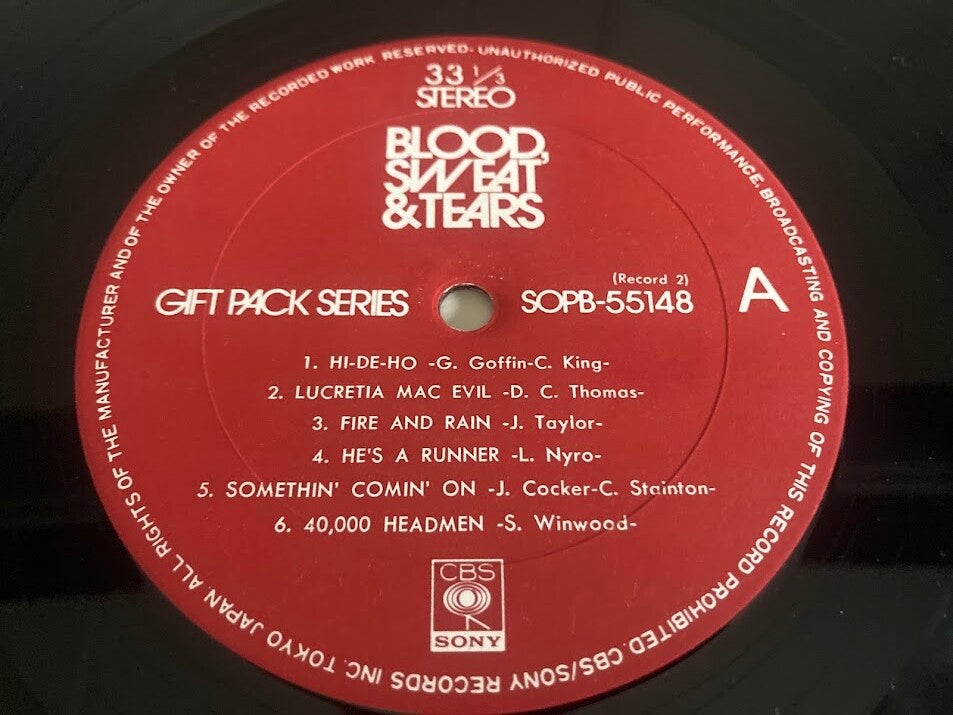 ALL RIGHTS OF THE MANUFACTURER AND OF THE OWNER OF THE RECORDED WORK RESERVED· UNAUTHORIZED PUBLIC PERFORMANCE, BROADCASTING AND COPYING OF THIS RECORD PROHIBITED. CBS/SONY RECORDS INC. TOKYO JAPAN.
33 1/3
STEREO
BLOOD,
SWEAT
&TEARS
GIFT PACK SERIES
(Record 2)
SOPB-55148
A
1. HI-DE-HO -G. Goffin-C. King-
2. LUCRETIA MAC EVIL -D. C. Thomas-
3. FIRE AND RAIN -J. Taylor-
4. HE'S A RUNNER -L. Nyro-
5. SOMETHIN' COMIN' ON -J. Cocker-C. Stainton-
6. 40,000 HEADMEN -S. Winwood-
CBS
SONY